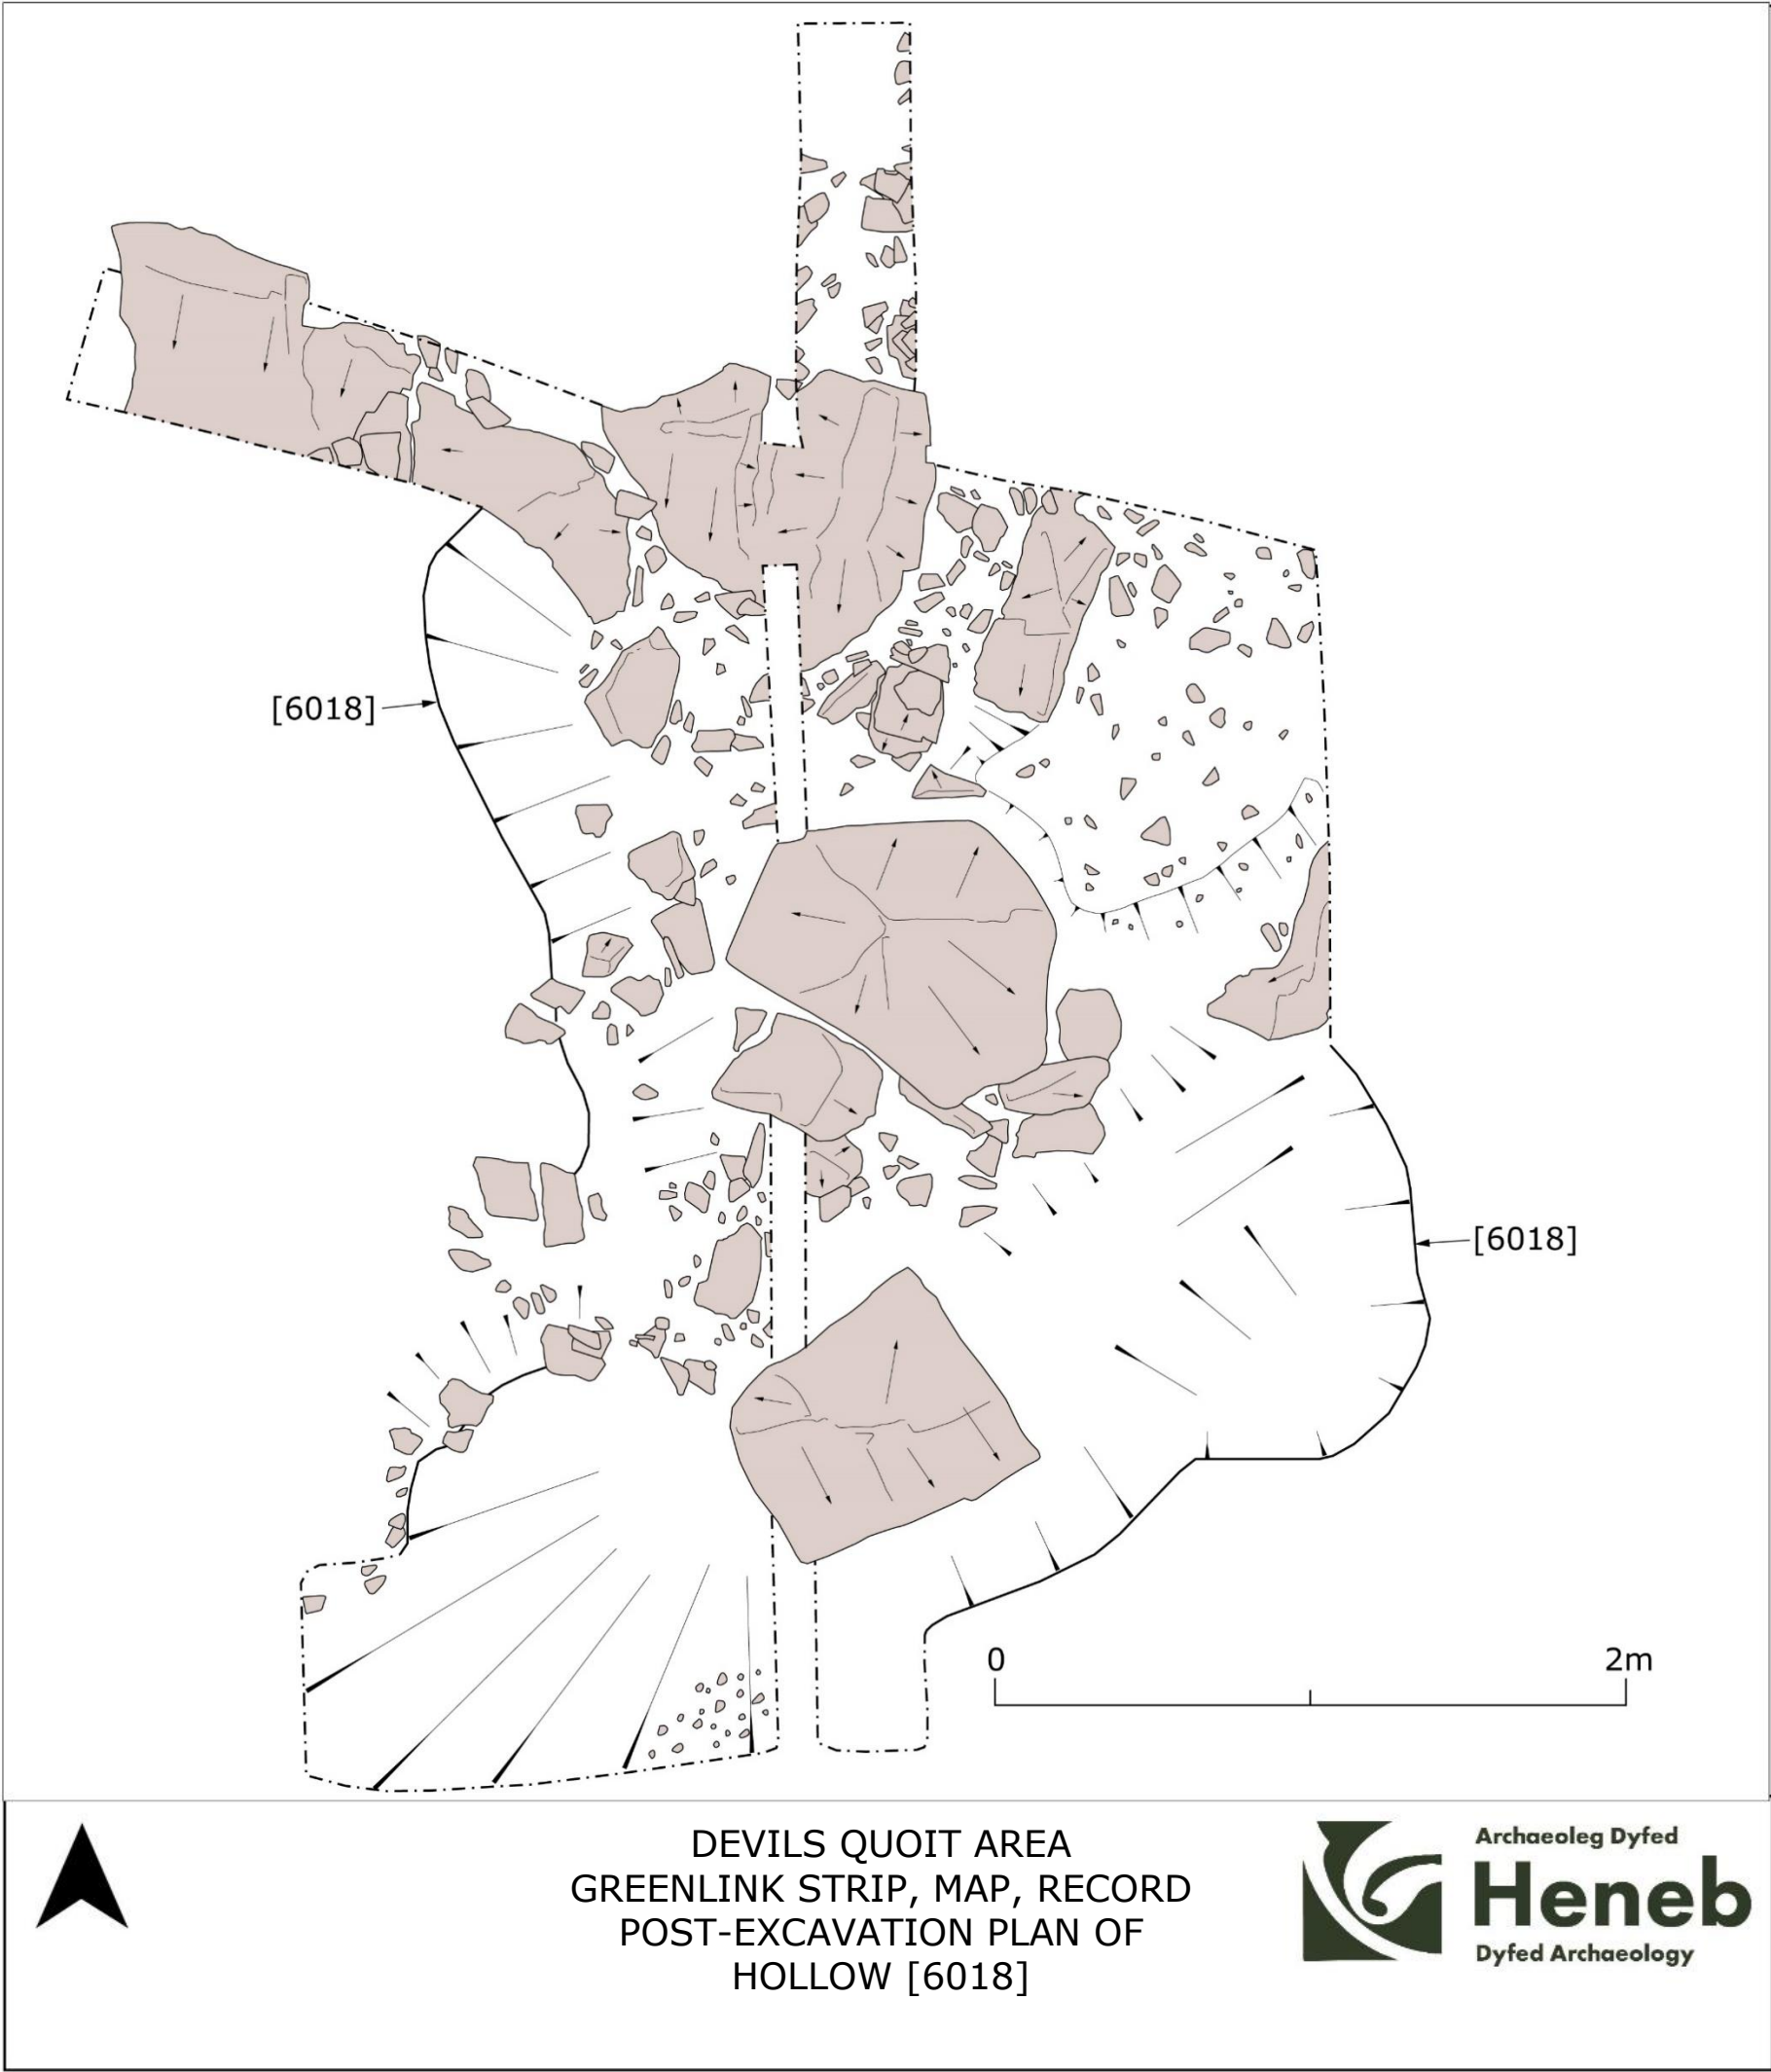 [6018]
[6018]
0 2m
DEVILS QUOIT AREA
GREENLINK STRIP, MAP, RECORD
POST-EXCAVATION PLAN OF
HOLLOW [6018]
Archaeoleg Dyfed
Heneb
Dyfed Archaeology